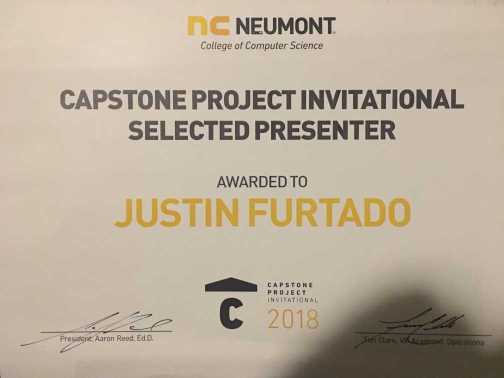 nc NEUMONT
College of Computer Science
CAPSTONE PROJECT INVITATIONAL
SELECTED PRESENTER
AWARDED TO
JUSTIN FURTADO
C
CAPSTONE
PROJECT
INVITATIONAL
2018
President, Aaron Reed, Ed.D.
Tim Clark, VP Academic Operations